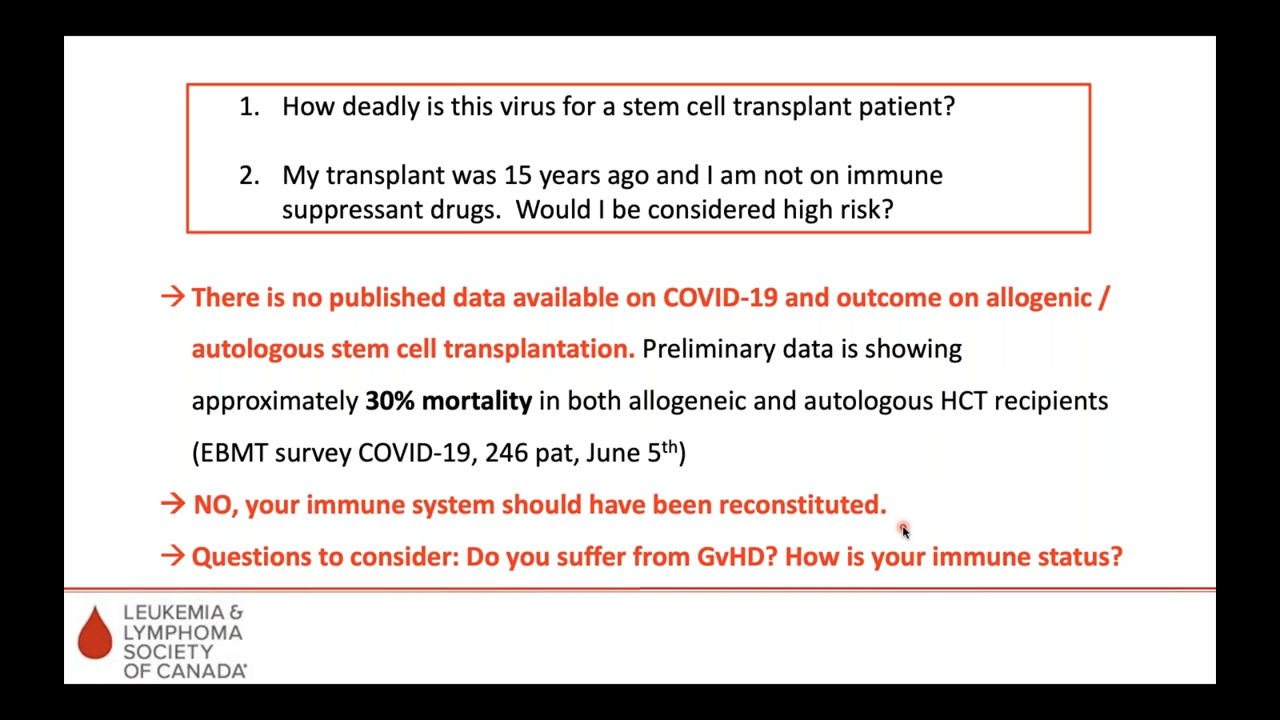 1. How deadly is this virus for a stem cell transplant patient?
2. My transplant was 15 years ago and I am not on immune
suppressant drugs. Would I be considered high risk?
→ There is no published data available on COVID-19 and outcome on allogenic /
autologous stem cell transplantation. Preliminary data is showing
approximately 30% mortality in both allogeneic and autologous HCT recipients
(EBMT survey COVID-19, 246 pat, June 5th)
→ NO, your immune system should have been reconstituted.
→ Questions to consider: Do you suffer from GvHD? How is your immune status?
LEUKEMIA &
LYMPHOMA
SOCIETY
OF CANADA